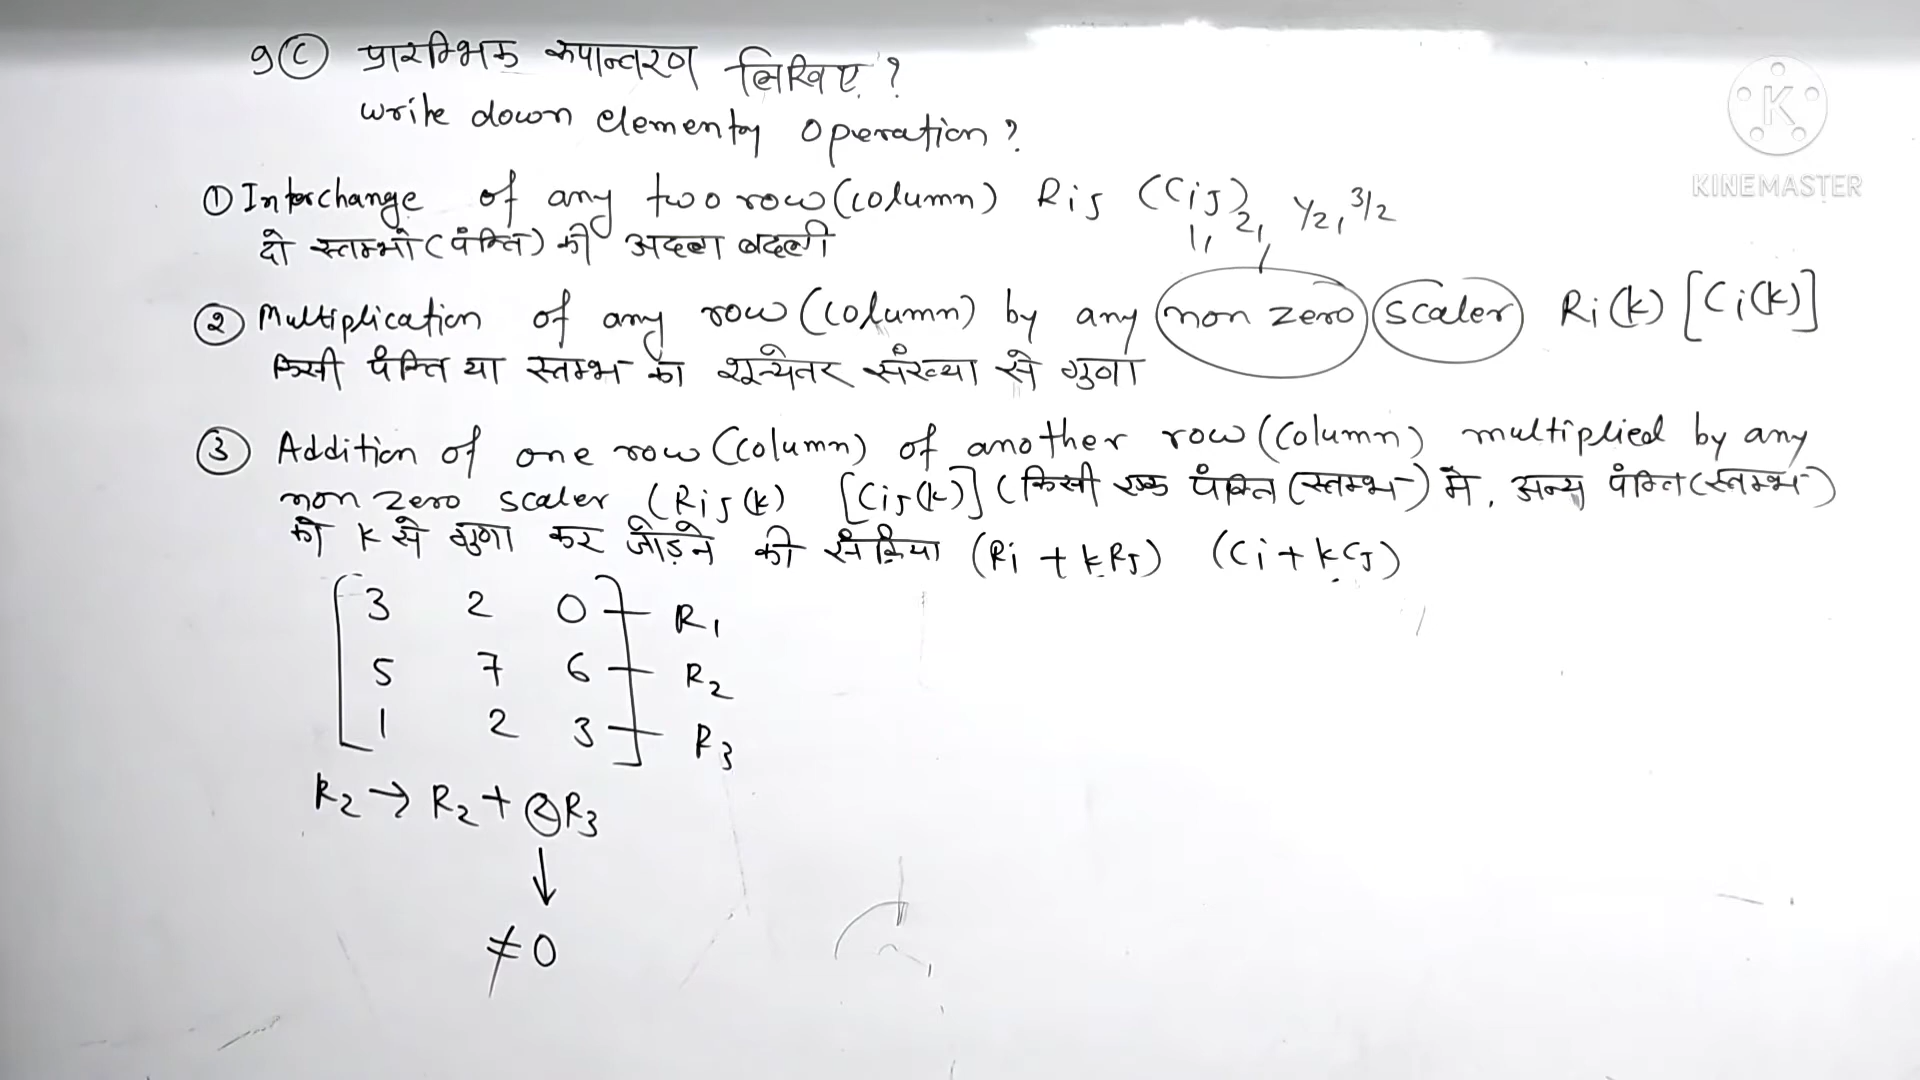 9 (C) प्रारम्भिक रूपान्तरण लिखिए ?
write down elementy operation ?
① Interchange of any two row (column) Rij (Cij)
1, 2, 1/2, 3/2
दो स्तम्भो (पंक्ति) की अदला बदली
② Multiplication of any row (column) by any non zero scaler Ri(k) [Ci(k)]
किसी पंक्ति या स्तम्भ का शून्येतर संख्या से गुणा
③ Addition of one row (column) of another row (column) multiplied by any
non zero scaler (Rij(k) [Cij(k)] (किसी एक पंक्ति (स्तम्भ) मे, अन्य पंक्ति (स्तम्भ)
को k से गुणा कर जोड़ने की संक्रिया (Ri + kRj) (Ci + kCj)
3 2 0 R1
5 7 6 R2
1 2 3 R3
R2 → R2 + 2R3
↓
≠ 0
K
KINEMASTER